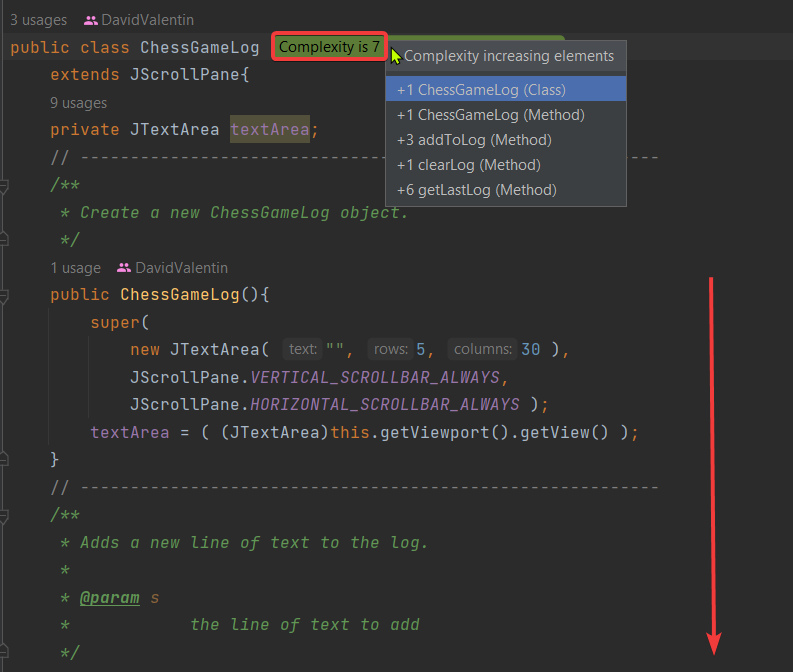 3 usages DavidValentin
public class ChessGameLog Complexity is 7
Complexity increasing elements
extends JScrollPane{
+1 ChessGameLog (Class)
9 usages
+1 ChessGameLog (Method)
private JTextArea textArea;
+3 addToLog (Method)
// ----------------------------------------------------------
+1 clearLog (Method)
/**
+6 getLastLog (Method)
* Create a new ChessGameLog object.
*/
1 usage DavidValentin
public ChessGameLog(){
super(
new JTextArea( text: "", rows: 5, columns: 30 ),
JScrollPane.VERTICAL_SCROLLBAR_ALWAYS,
JScrollPane.HORIZONTAL_SCROLLBAR_ALWAYS );
textArea = ( (JTextArea)this.getViewport().getView() );
}
// ----------------------------------------------------------
/**
* Adds a new line of text to the log.
*
* @param s
* the line of text to add
*/